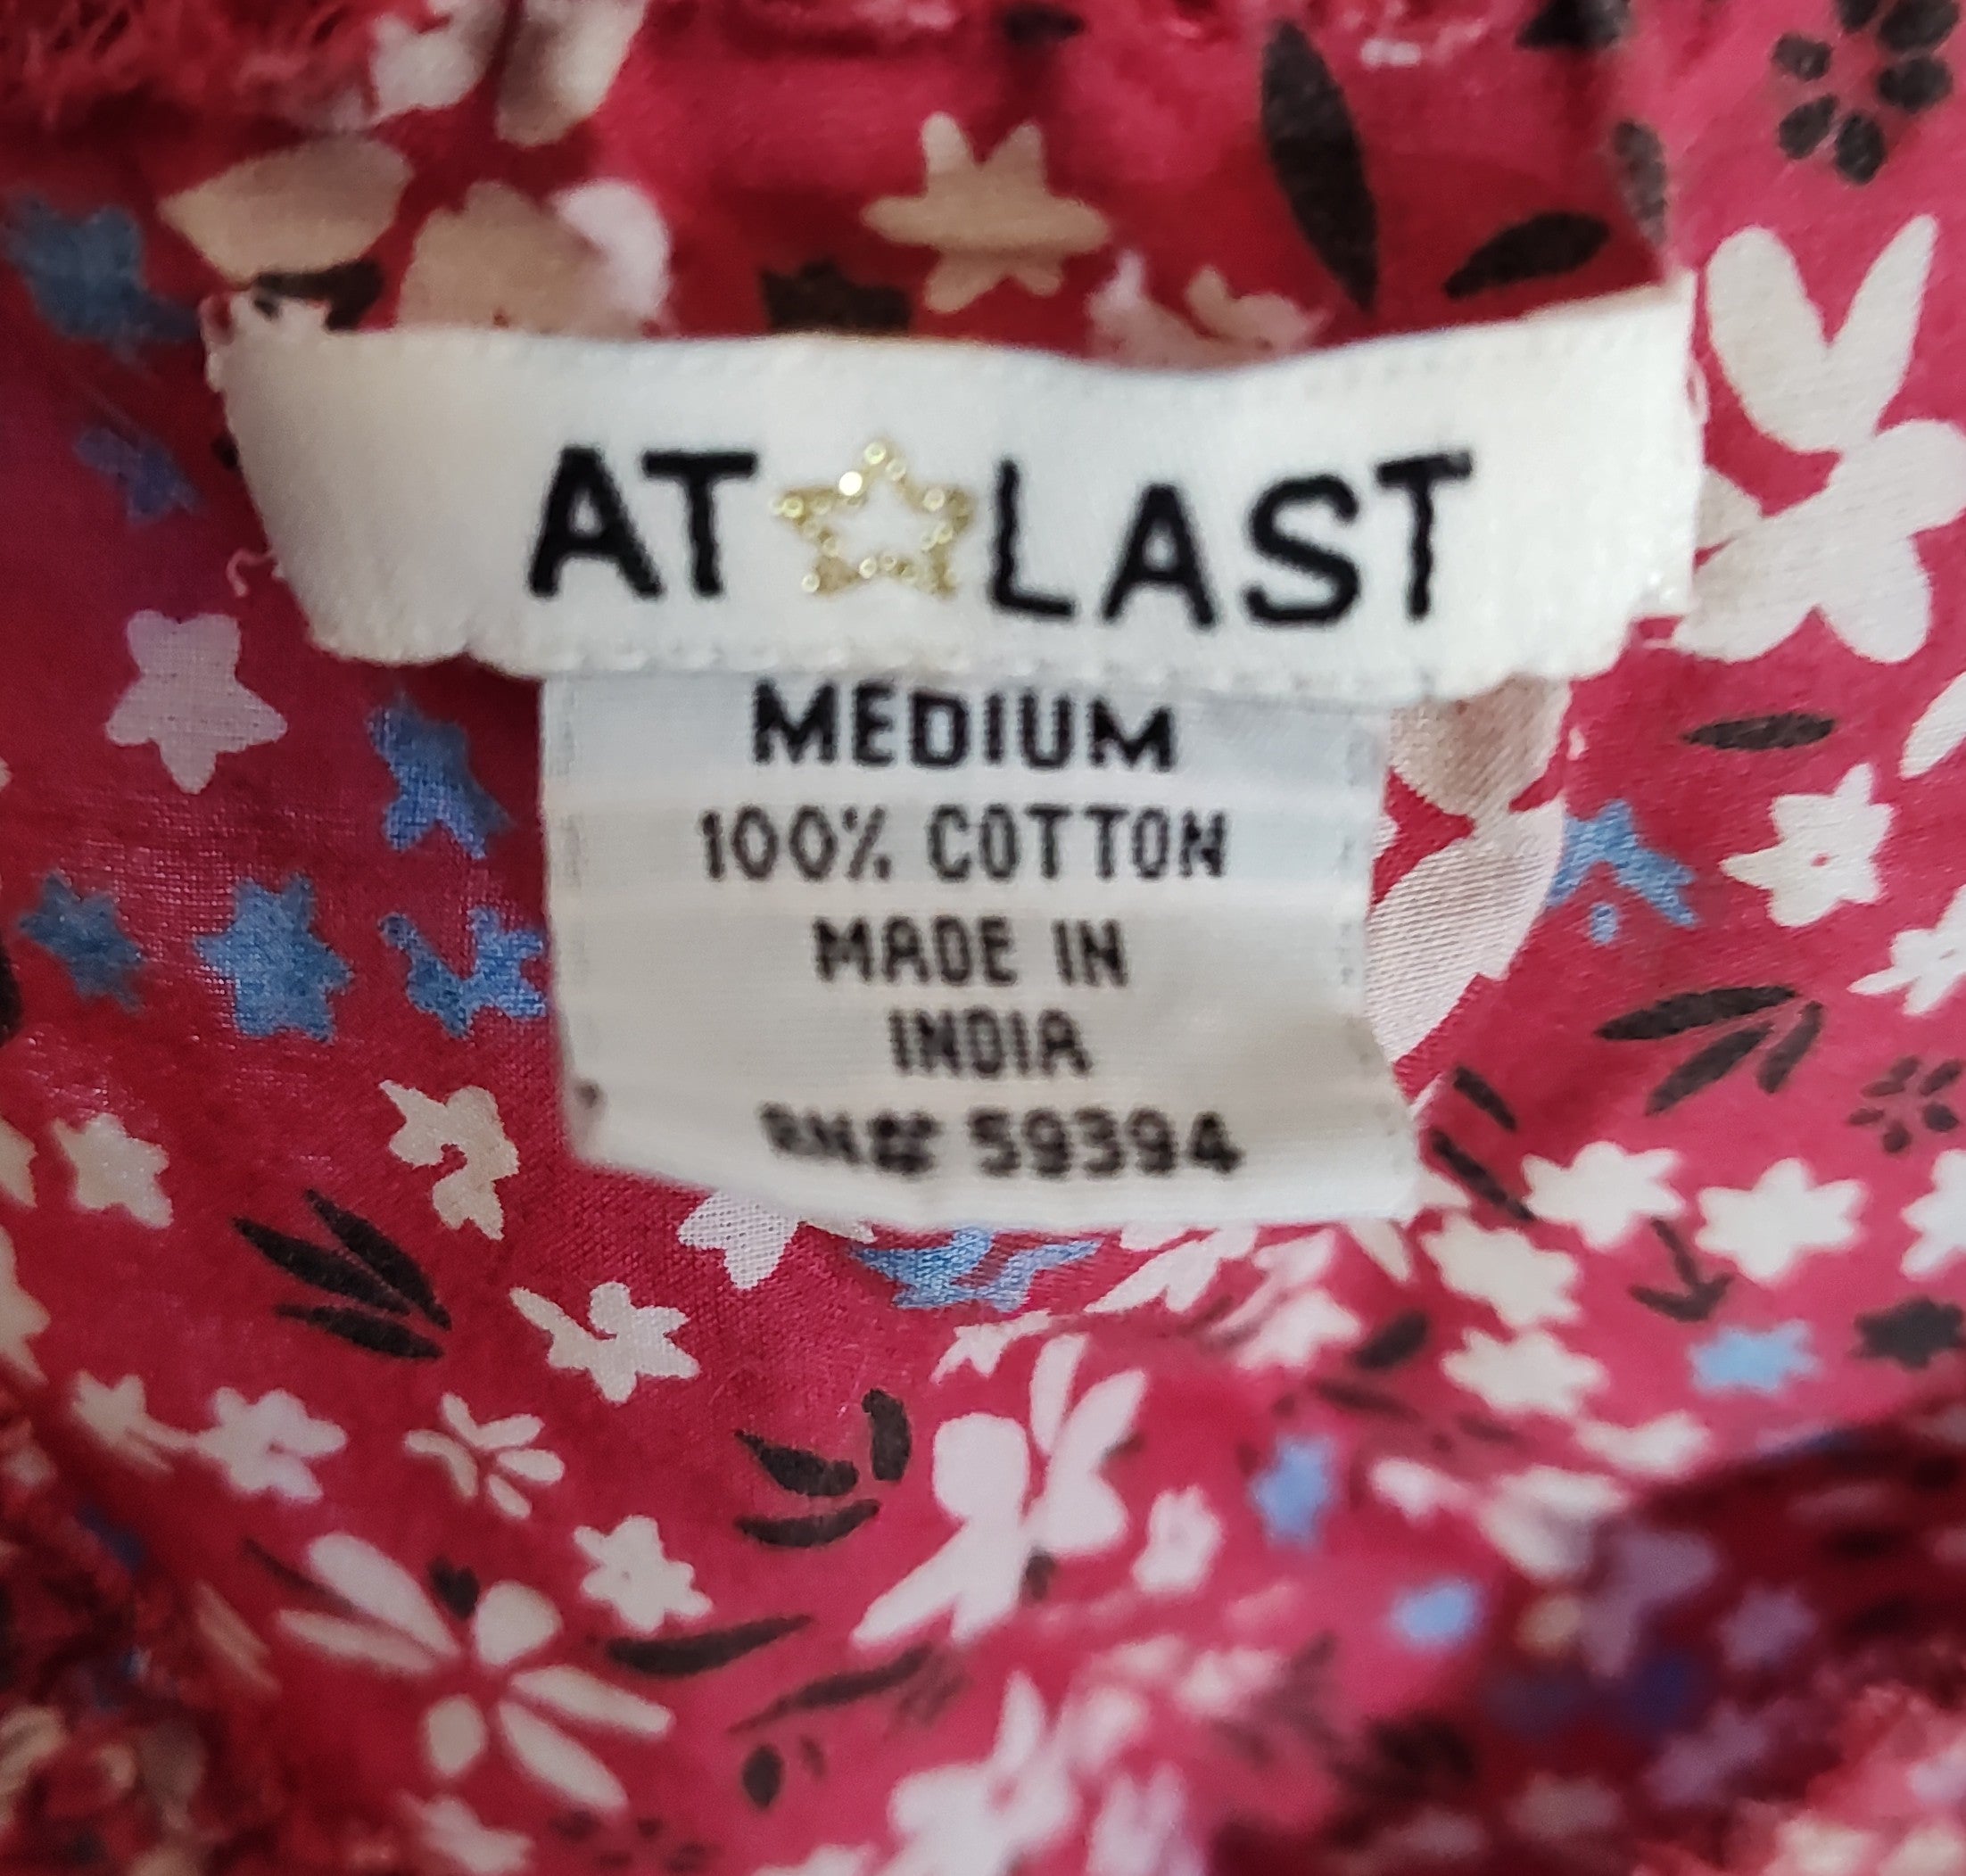 AT LAST
MEDIUM
100% COTTON
MADE IN
INDIA
RN# 59394